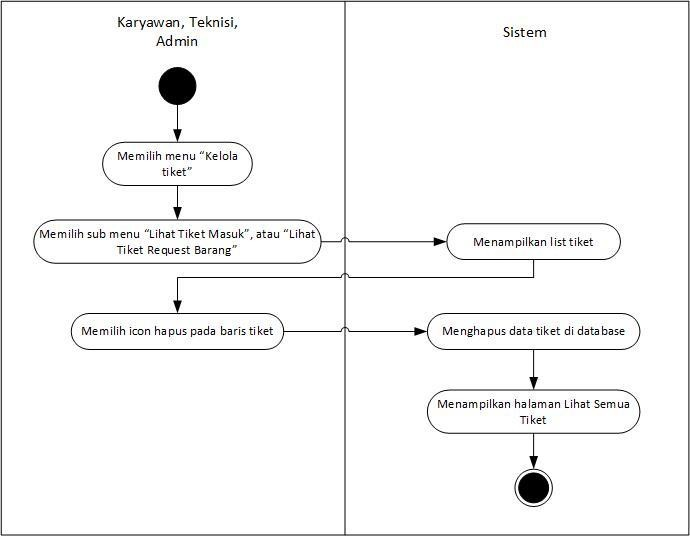 Karyawan, Teknisi,
Admin
Sistem
Memilih menu “Kelola
tiket”
Memilih sub menu “Lihat Tiket Masuk”, atau “Lihat
Tiket Request Barang”
Menampilkan list tiket
Memilih icon hapus pada baris tiket
Menghapus data tiket di database
Menampilkan halaman Lihat Semua
Tiket